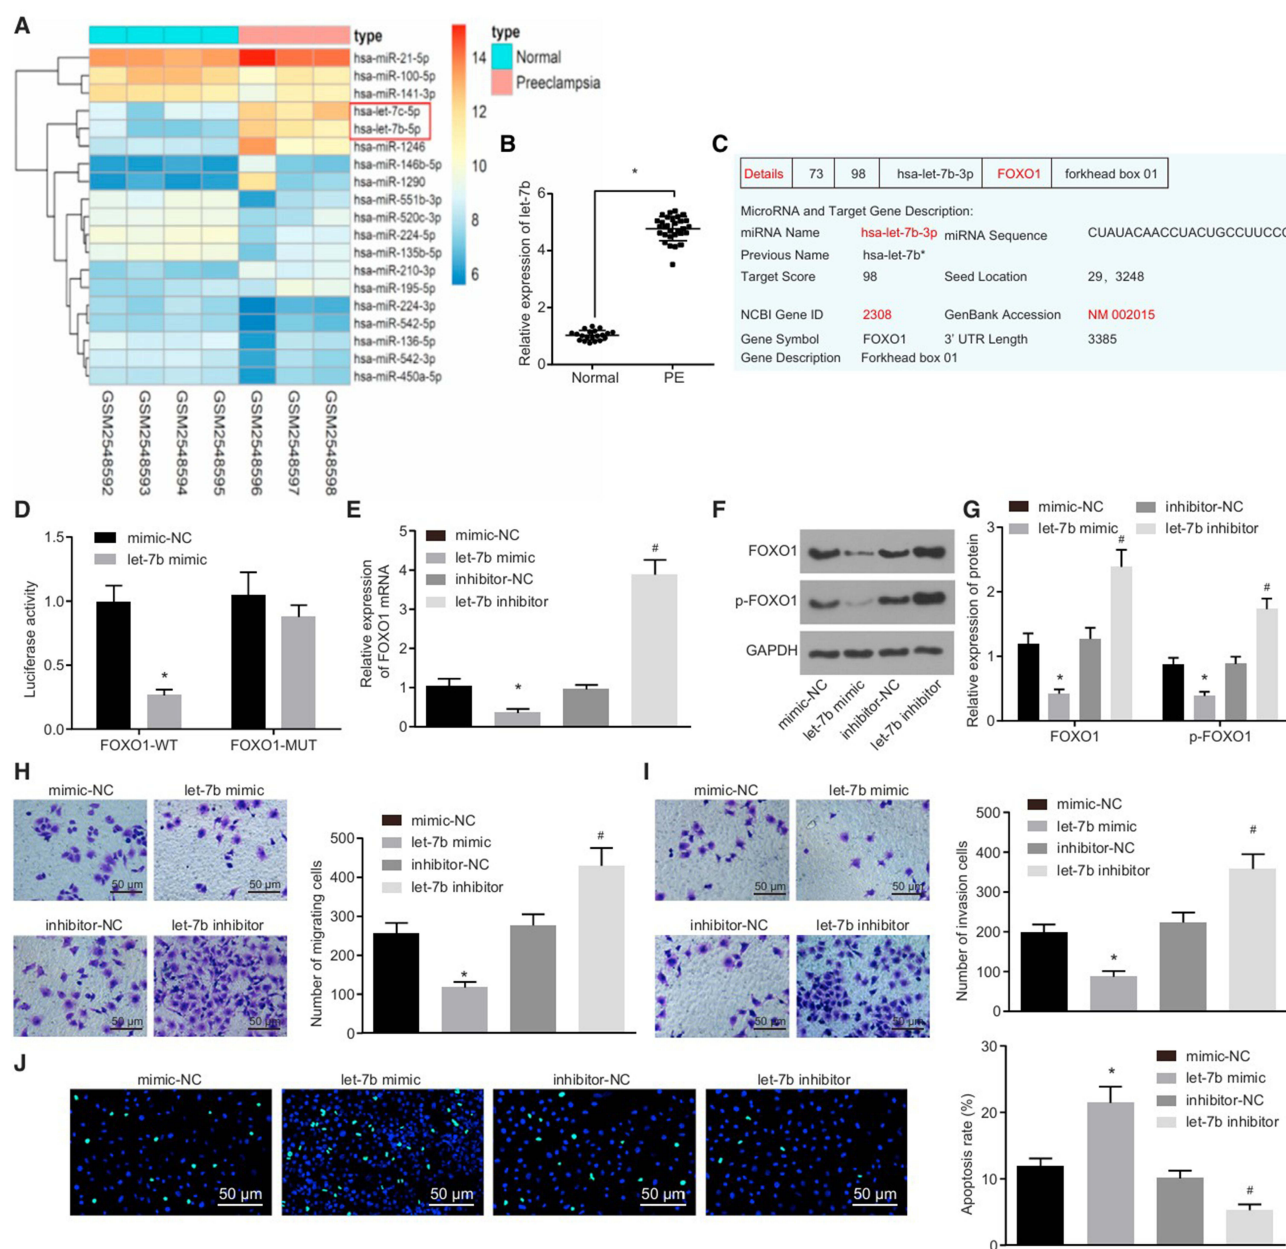 A
type
type
Normal
Preeclampsia
hsa-miR-21-5p
hsa-miR-100-5p
hsa-miR-141-3p
hsa-let-7c-5p
hsa-let-7b-5p
hsa-miR-1246
hsa-miR-146b-5p
hsa-miR-1290
hsa-miR-551b-3p
hsa-miR-520c-3p
hsa-miR-224-5p
hsa-miR-135b-5p
hsa-miR-210-3p
hsa-miR-195-5p
hsa-miR-224-3p
hsa-miR-542-5p
hsa-miR-136-5p
hsa-miR-542-3p
hsa-miR-450a-5p
14
12
10
8
6
GSM2548592
GSM2548593
GSM2548594
GSM2548595
GSM2548596
GSM2548597
GSM2548598
B
Relative expression of let-7b
6
4
2
0
*
Normal PE
C
Details 73 98 hsa-let-7b-3p FOXO1 forkhead box 01
MicroRNA and Target Gene Description:
miRNA Name hsa-let-7b-3p miRNA Sequence CUAUACAACCUACUGCCUUCCC
Previous Name hsa-let-7b*
Target Score 98 Seed Location 29, 3248
NCBI Gene ID 2308 GenBank Accession NM 002015
Gene Symbol FOXO1 3' UTR Length 3385
Gene Description Forkhead box 01
D
mimic-NC
let-7b mimic
Luciferase activity
1.5
1.0
0.5
0.0
*
FOXO1-WT FOXO1-MUT
E
mimic-NC
let-7b mimic
inhibitor-NC
let-7b inhibitor
Relative expression
of FOXO1 mRNA
5
4
3
2
1
0
*
#
F
FOXO1
p-FOXO1
GAPDH
mimic-NC
let-7b mimic
inhibitor-NC
let-7b inhibitor
G
mimic-NC inhibitor-NC
let-7b mimic let-7b inhibitor
Relative expression of protein
3
2
1
0
*
#
*
#
FOXO1 p-FOXO1
H
mimic-NC let-7b mimic
50 µm 50 µm
inhibitor-NC let-7b inhibitor
50 µm 50 µm
mimic-NC
let-7b mimic
inhibitor-NC
let-7b inhibitor
Number of migrating cells
500
400
300
200
100
0
*
#
I
mimic-NC let-7b mimic
50 µm 50 µm
inhibitor-NC let-7b inhibitor
50 µm 50 µm
mimic-NC
let-7b mimic
inhibitor-NC
let-7b inhibitor
Number of invasion cells
500
400
300
200
100
0
*
#
J
mimic-NC let-7b mimic inhibitor-NC let-7b inhibitor
50 µm 50 µm 50 µm 50 µm
mimic-NC
let-7b mimic
inhibitor-NC
let-7b inhibitor
Apoptosis rate (%)
30
20
10
0
*
#